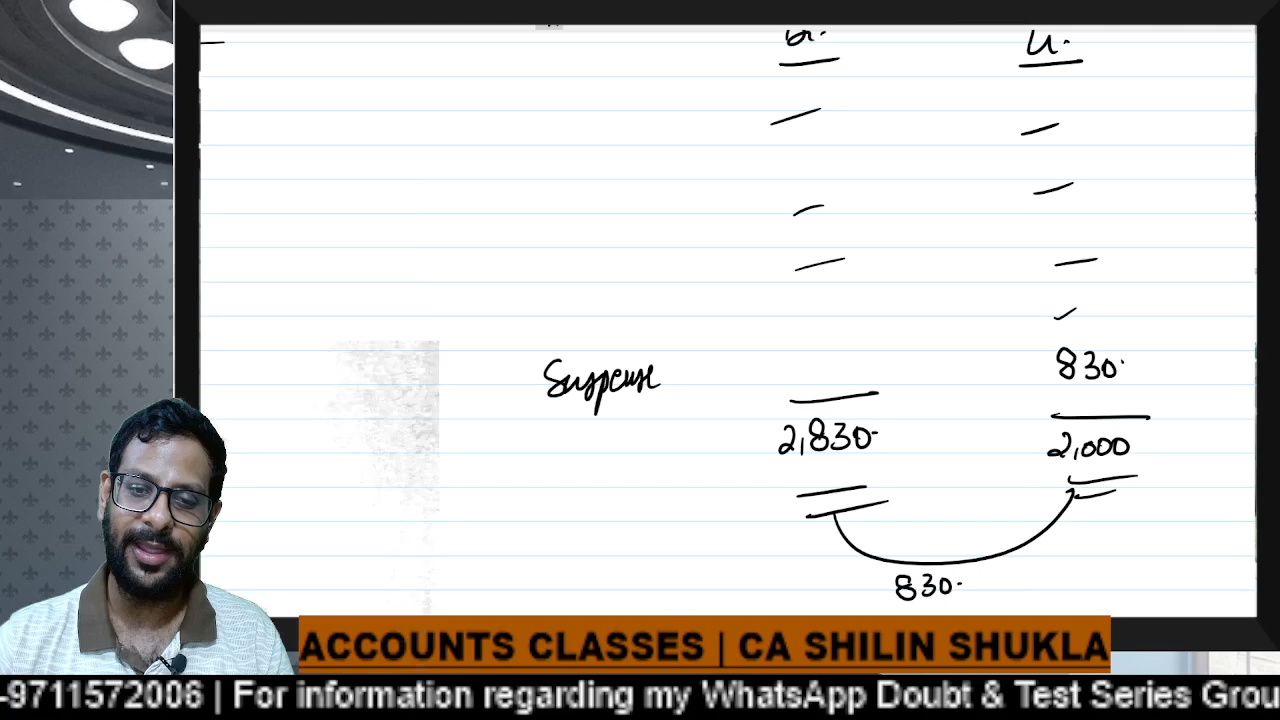 Cr.
830.
Suspense
2,830.
2,000
830.
ACCOUNTS CLASSES | CA SHILIN SHUKLA
-9711572006 | For information regarding my WhatsApp Doubt & Test Series Grou